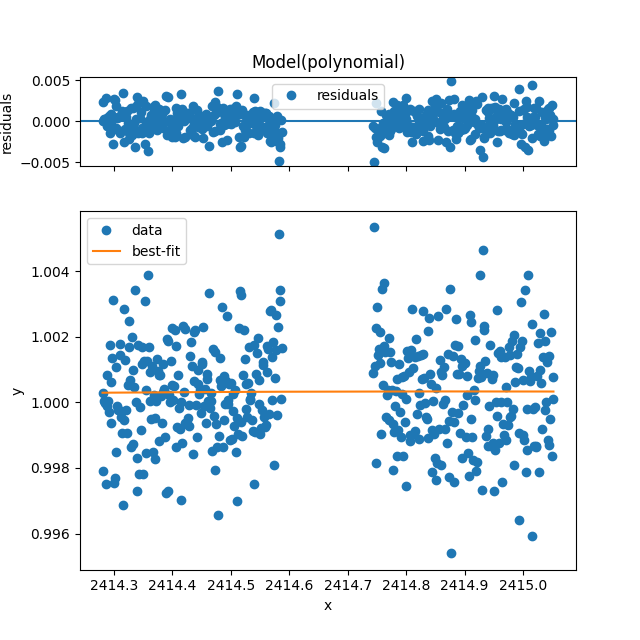 Model(polynomial)
0.005
0.000
−0.005
residuals
residuals
data
best-fit
1.004
1.002
1.000
0.998
0.996
y
2414.3 2414.4 2414.5 2414.6 2414.7 2414.8 2414.9 2415.0
x